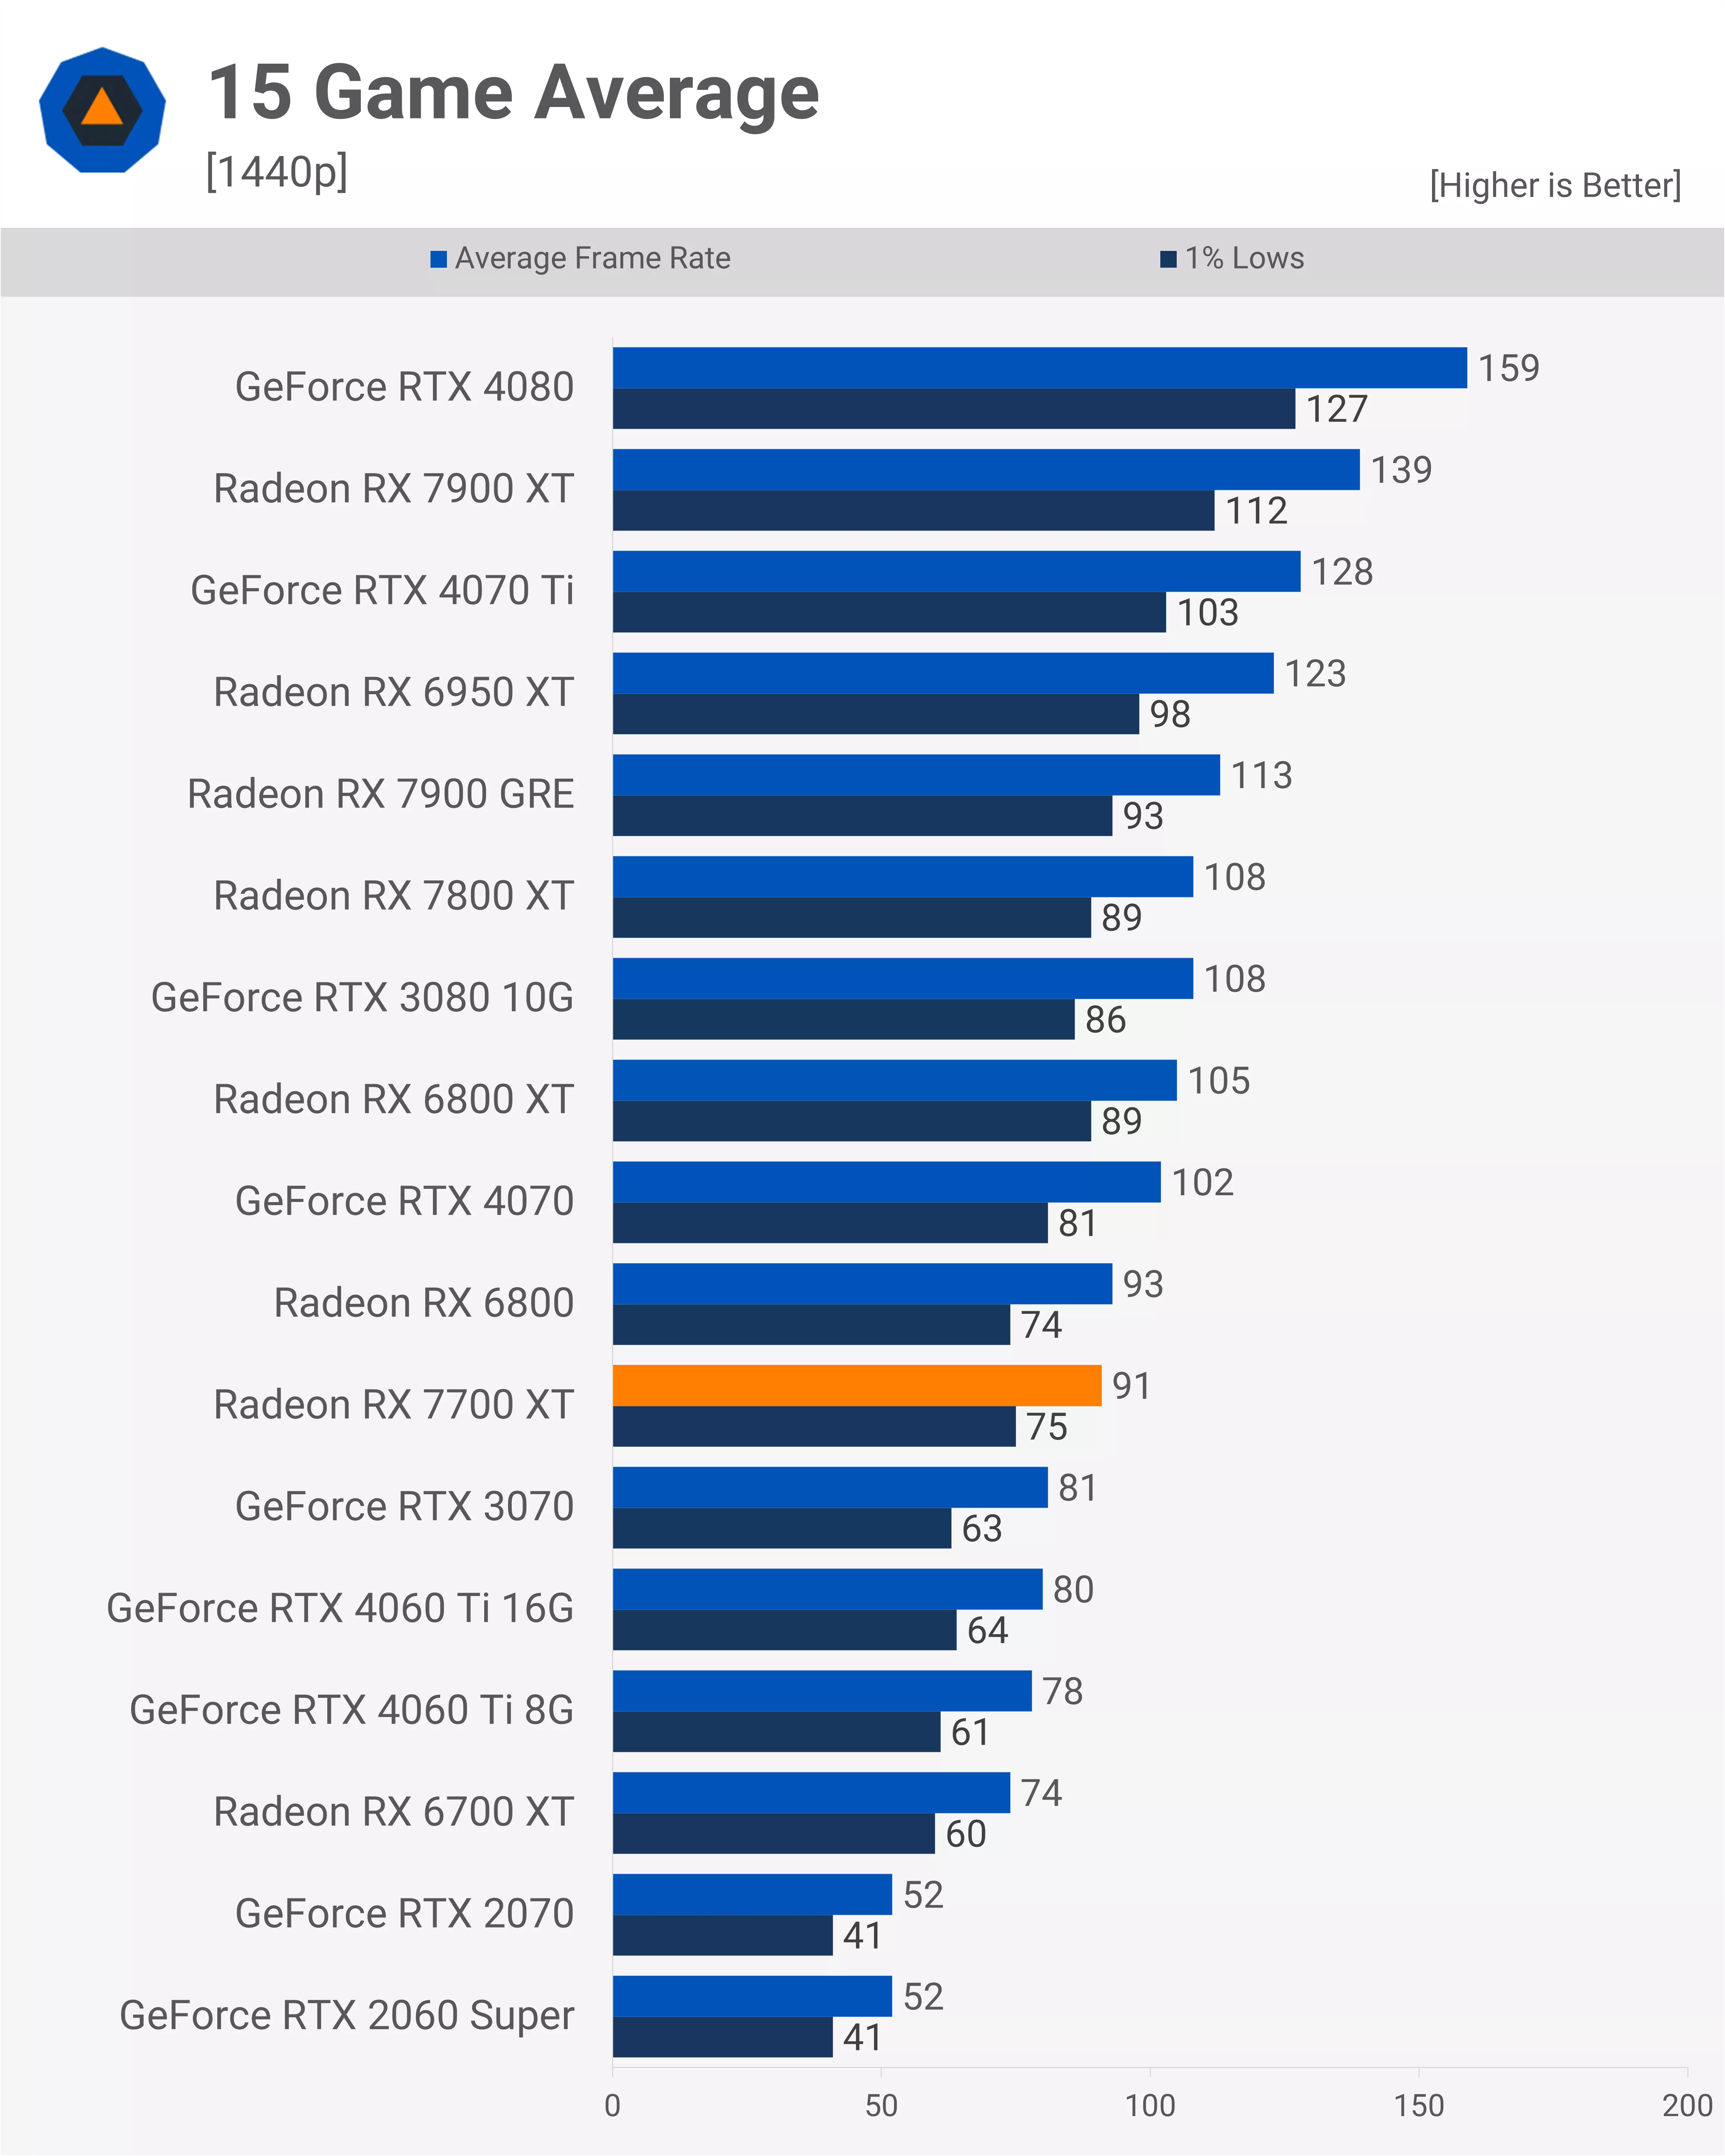 15 Game Average
[1440p]
[Higher is Better]
Average Frame Rate
1% Lows
GeForce RTX 4080
159
127
Radeon RX 7900 XT
139
112
GeForce RTX 4070 Ti
128
103
Radeon RX 6950 XT
123
98
Radeon RX 7900 GRE
113
93
Radeon RX 7800 XT
108
89
GeForce RTX 3080 10G
108
86
Radeon RX 6800 XT
105
89
GeForce RTX 4070
102
81
Radeon RX 6800
93
74
Radeon RX 7700 XT
91
75
GeForce RTX 3070
81
63
GeForce RTX 4060 Ti 16G
80
64
GeForce RTX 4060 Ti 8G
78
61
Radeon RX 6700 XT
74
60
GeForce RTX 2070
52
41
GeForce RTX 2060 Super
52
41
0 50 100 150 200